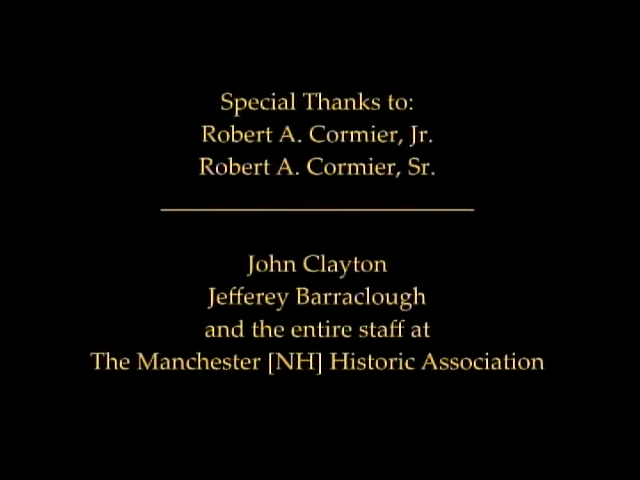 Special Thanks to:
Robert A. Cormier, Jr.
Robert A. Cormier, Sr.
John Clayton
Jefferey Barraclough
and the entire staff at
The Manchester [NH] Historic Association